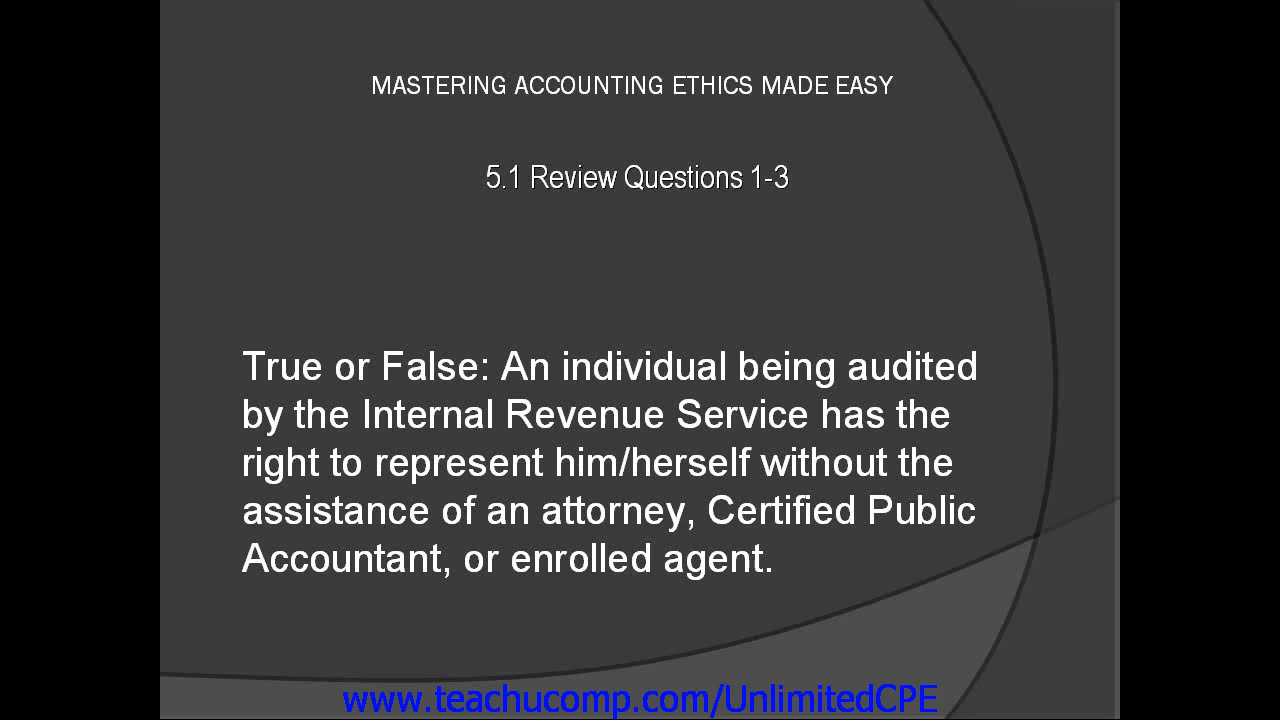 MASTERING ACCOUNTING ETHICS MADE EASY
5.1 Review Questions 1-3
True or False: An individual being audited
by the Internal Revenue Service has the
right to represent him/herself without the
assistance of an attorney, Certified Public
Accountant, or enrolled agent.
www.teachucomp.com/UnlimitedCPE